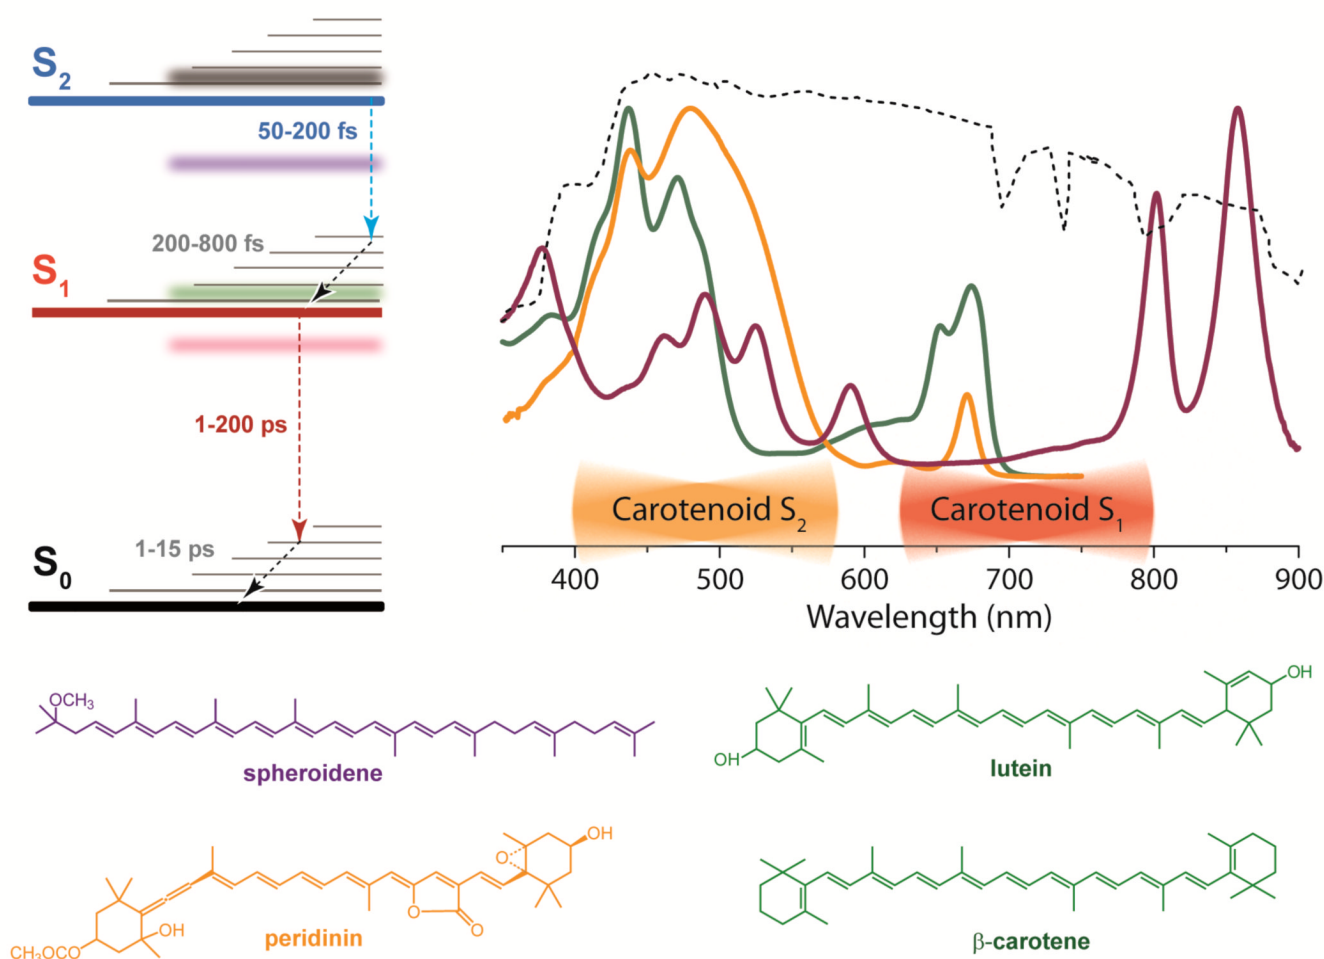 S₂
50-200 fs
200-800 fs
S₁
1-200 ps
1-15 ps
S₀
Carotenoid S₂
Carotenoid S₁
400 500 600 700 800 900
Wavelength (nm)
OCH₃
spheroidene
OH
OH
lutein
OH
O
O
O
OH
CH₃OCO
peridinin
β-carotene